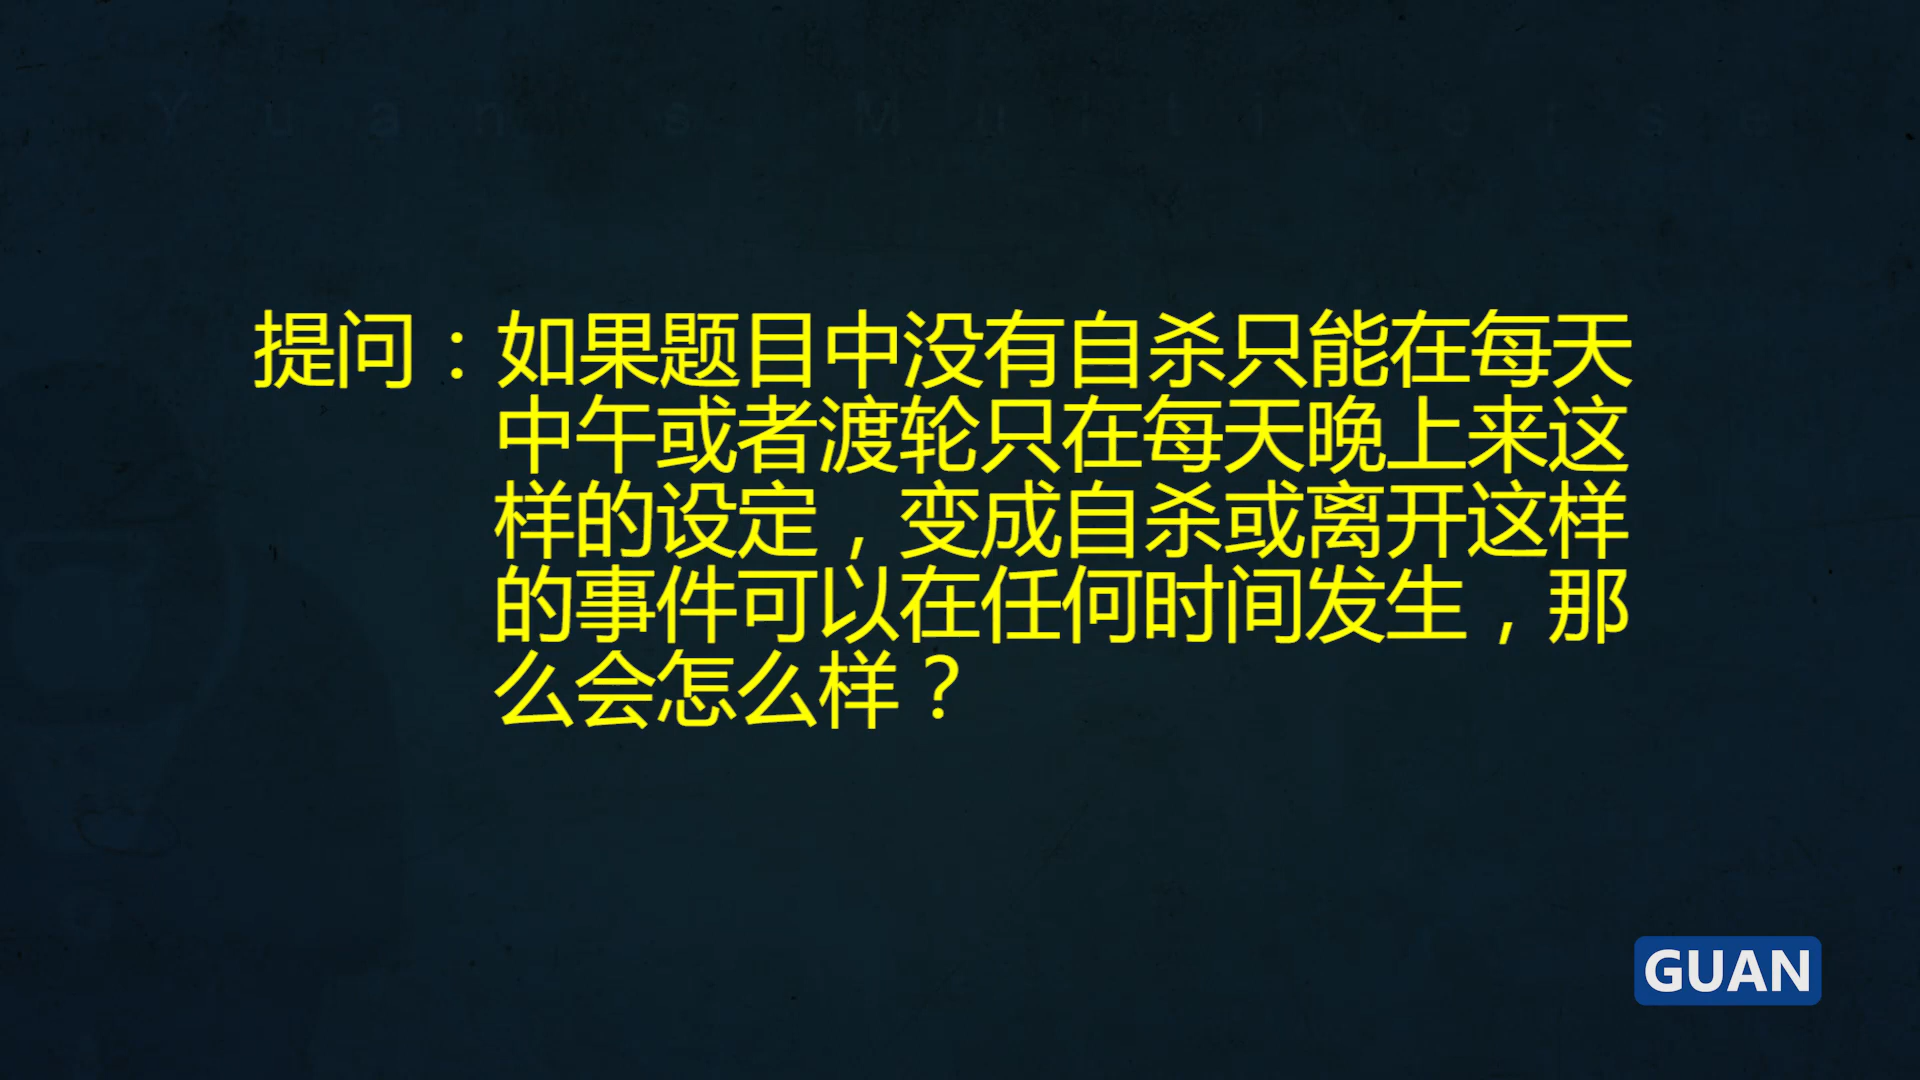 Yuan's Multiverse
提问：如果题目中没有自杀只能在每天
中午或者渡轮只在每天晚上来这
样的设定，变成自杀或离开这样
的事件可以在任何时间发生，那
么会怎么样？
GUAN